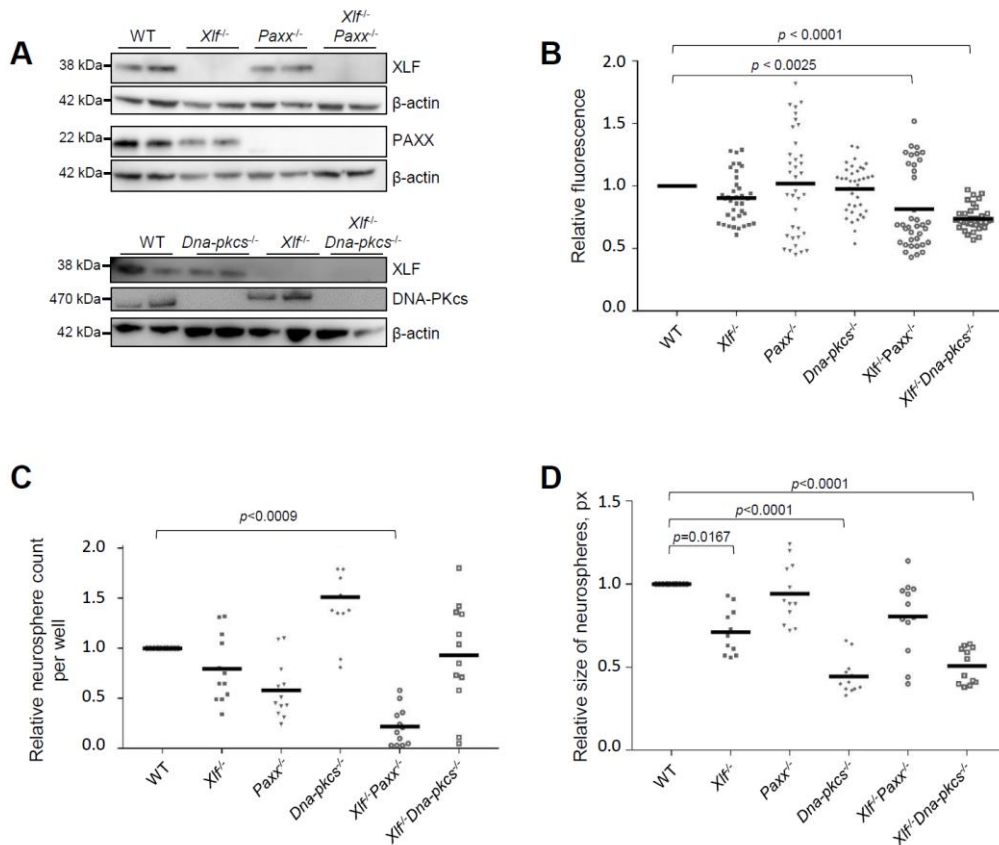 A
WT
Xlf-/-
Paxx-/-
Xlf-/-
Paxx-/-
38 kDa
XLF
42 kDa
β-actin
22 kDa
PAXX
42 kDa
β-actin
WT
Dna-pkcs-/-
Xlf-/-
Xlf-/-
Dna-pkcs-/-
38 kDa
XLF
470 kDa
DNA-PKcs
42 kDa
β-actin
B
p < 0.0001
p < 0.0025
Relative fluorescence
2.0
1.5
1.0
0.5
0.0
WT
Xlf-/-
Paxx-/-
Dna-pkcs-/-
Xlf-/-Paxx-/-
Xlf-/-Dna-pkcs-/-
C
p<0.0009
Relative neurosphere count
per well
2.0
1.5
1.0
0.5
0.0
WT
Xlf-/-
Paxx-/-
Dna-pkcs-/-
Xlf-/-Paxx-/-
Xlf-/-Dna-pkcs-/-
D
p<0.0001
p<0.0001
p=0.0167
Relative size of neurospheres, px
1.5
1.0
0.5
0.0
WT
Xlf-/-
Paxx-/-
Dna-pkcs-/-
Xlf-/-Paxx-/-
Xlf-/-Dna-pkcs-/-